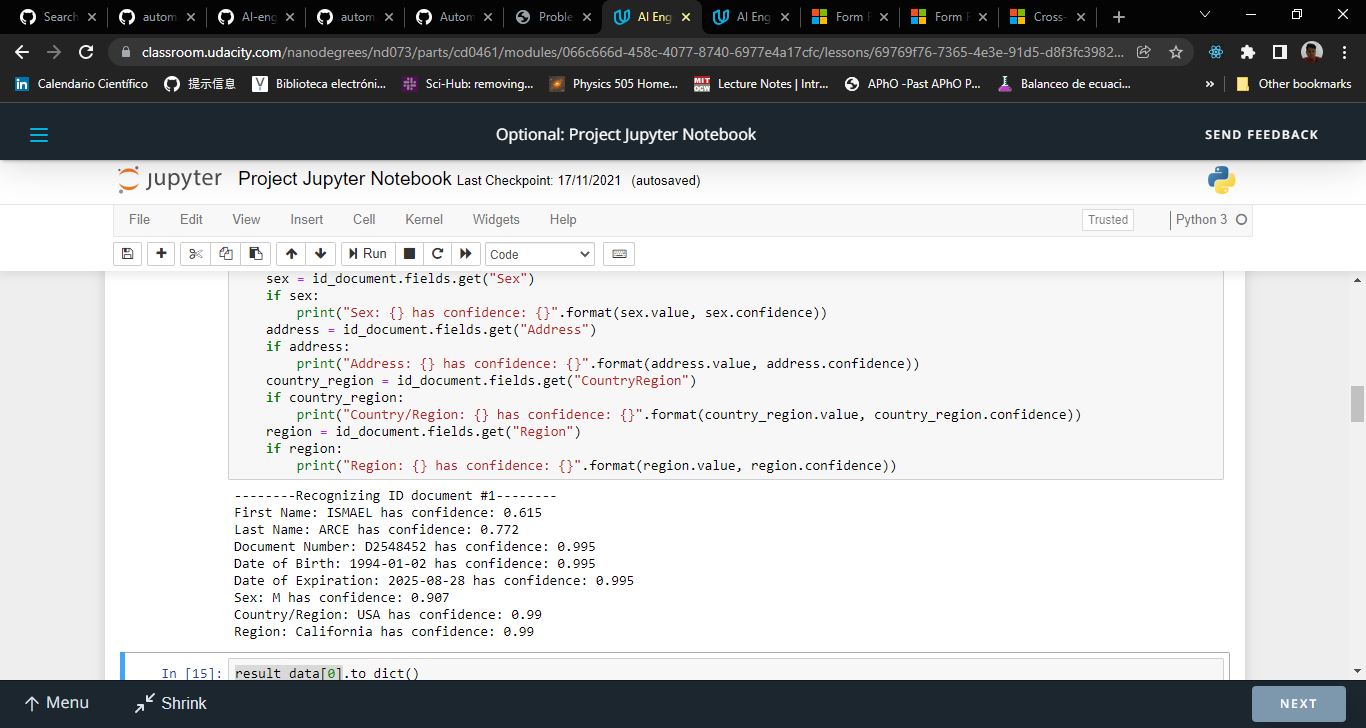 Search
autom
AI-eng
autom
Autom
Proble
AI Eng
AI Eng
Form F
Form F
Cross-
classroom.udacity.com/nanodegrees/nd073/parts/cd0461/modules/066c666d-458c-4077-8740-6977e4a17cfc/lessons/69769f76-7365-4e3e-91d5-d8f3fc3982...
Calendario Científico
提示信息
Biblioteca electróni...
Sci-Hub: removing...
Physics 505 Home...
MIT OCW
Lecture Notes | Intr...
APhO -Past APhO P...
Balanceo de ecuaci...
»
Other bookmarks
Optional: Project Jupyter Notebook
SEND FEEDBACK
jupyter Project Jupyter Notebook Last Checkpoint: 17/11/2021 (autosaved)
File Edit View Insert Cell Kernel Widgets Help
Trusted
Python 3
Run
Code
sex = id_document.fields.get("Sex")
if sex:
print("Sex: {} has confidence: {}".format(sex.value, sex.confidence))
address = id_document.fields.get("Address")
if address:
print("Address: {} has confidence: {}".format(address.value, address.confidence))
country_region = id_document.fields.get("CountryRegion")
if country_region:
print("Country/Region: {} has confidence: {}".format(country_region.value, country_region.confidence))
region = id_document.fields.get("Region")
if region:
print("Region: {} has confidence: {}".format(region.value, region.confidence))
--------Recognizing ID document #1--------
First Name: ISMAEL has confidence: 0.615
Last Name: ARCE has confidence: 0.772
Document Number: D2548452 has confidence: 0.995
Date of Birth: 1994-01-02 has confidence: 0.995
Date of Expiration: 2025-08-28 has confidence: 0.995
Sex: M has confidence: 0.907
Country/Region: USA has confidence: 0.99
Region: California has confidence: 0.99
In [15]: result_data[0].to_dict()
Menu
Shrink
NEXT